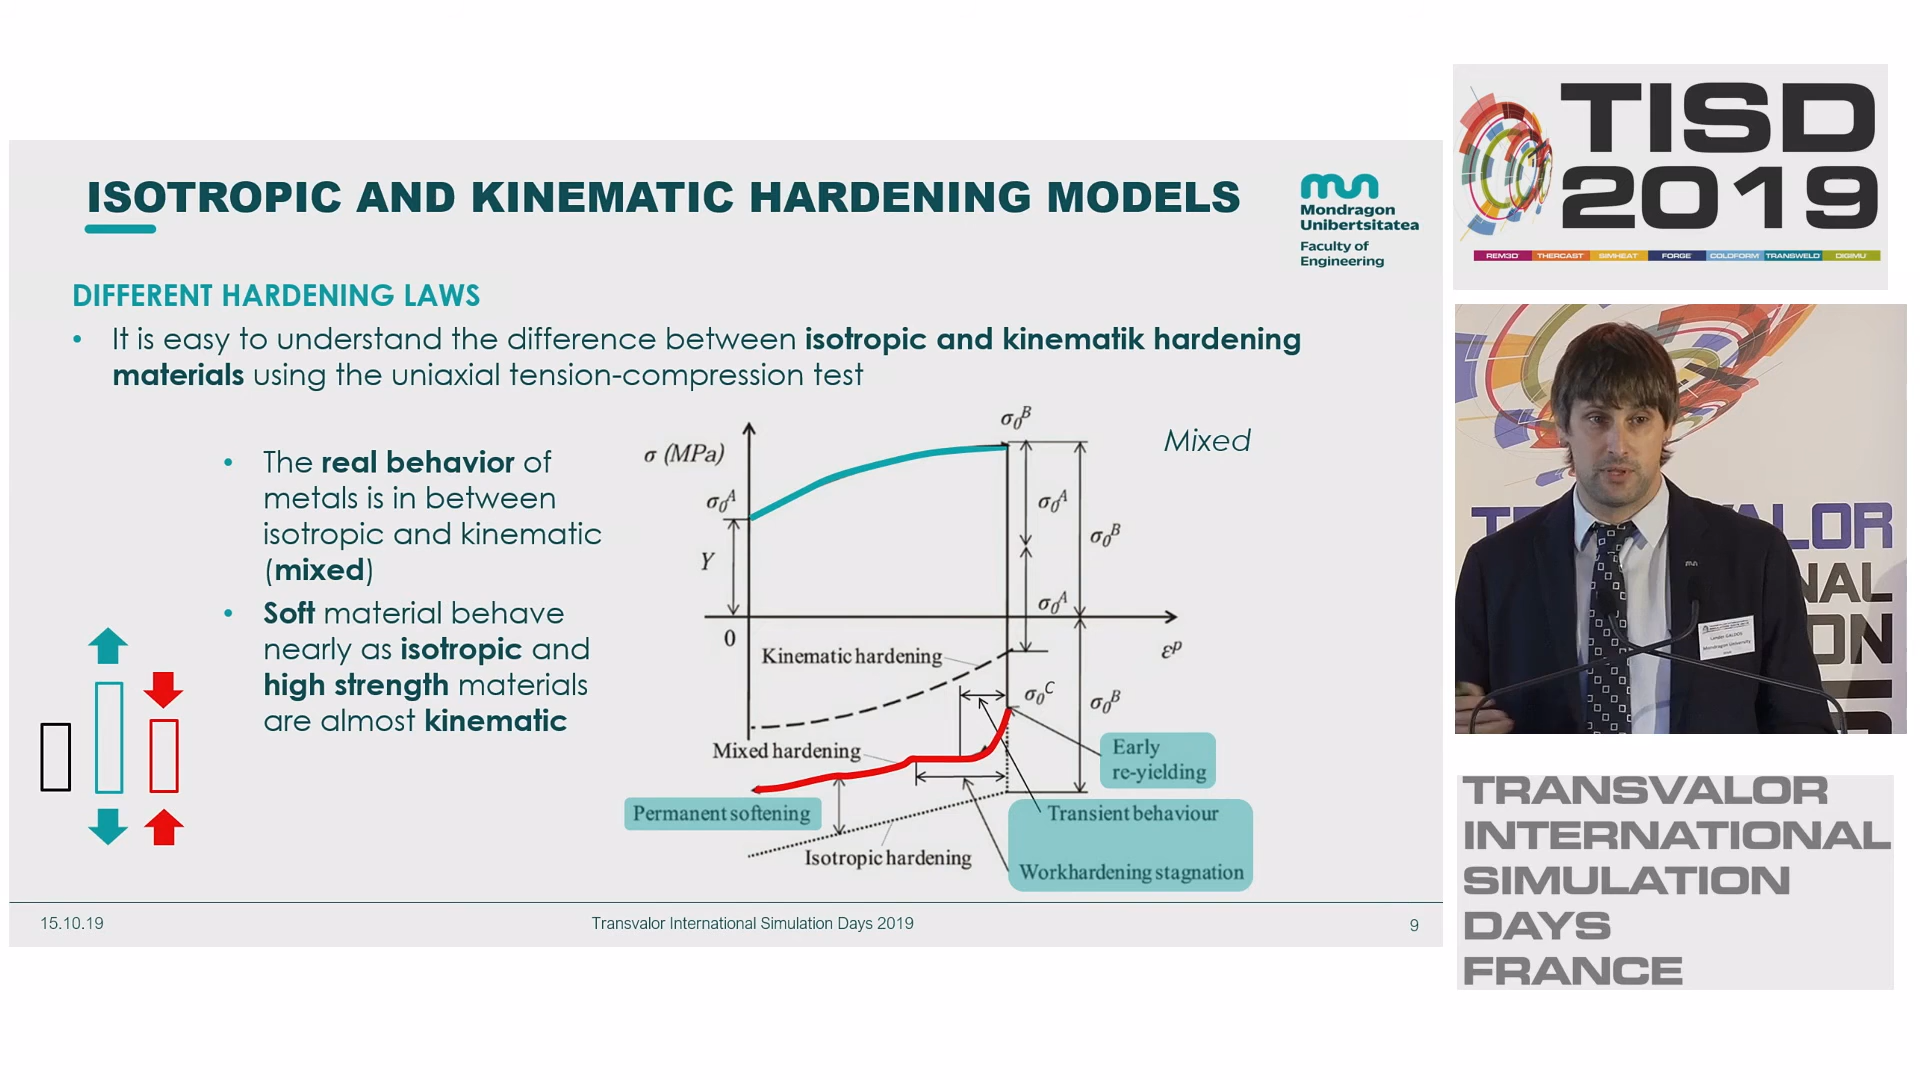 ISOTROPIC AND KINEMATIC HARDENING MODELS
Mondragon
Unibertsitatea
Faculty of
Engineering
DIFFERENT HARDENING LAWS
• It is easy to understand the difference between isotropic and kinematik hardening
materials using the uniaxial tension-compression test
• The real behavior of
metals is in between
isotropic and kinematic
(mixed)
• Soft material behave
nearly as isotropic and
high strength materials
are almost kinematic
Mixed
σ (MPa)
σ₀ᴬ
Y
0
σ₀ᴮ
σ₀ᴬ
σ₀ᴮ
σ₀ᴬ
εᵖ
Kinematic hardening
σ₀ᶜ
σ₀ᴮ
Mixed hardening
Early
re-yielding
Permanent softening
Transient behaviour
Isotropic hardening
Workhardening stagnation
15.10.19
Transvalor International Simulation Days 2019
9
TISD
2019
REM3D THERCAST SIMHEAT FORGE COLDFORM TRANSWELD DIGIMU
Lander GALDOS
Mondragon University
TRANSVALOR
INTERNATIONAL
SIMULATION
DAYS
FRANCE